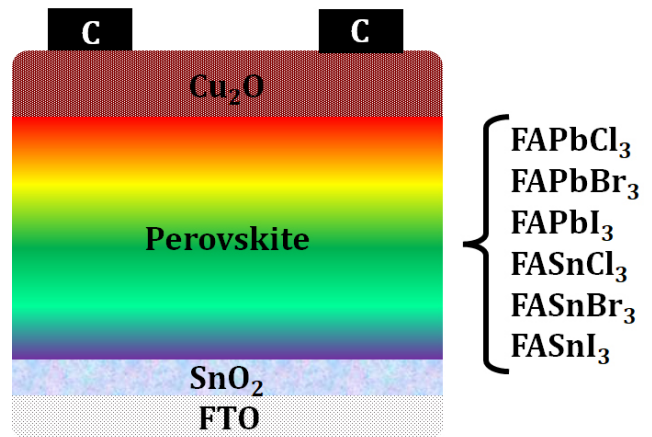 C
C
Cu₂O
Perovskite
SnO₂
FTO
FAPbCl₃
FAPbBr₃
FAPbI₃
FASnCl₃
FASnBr₃
FASnI₃